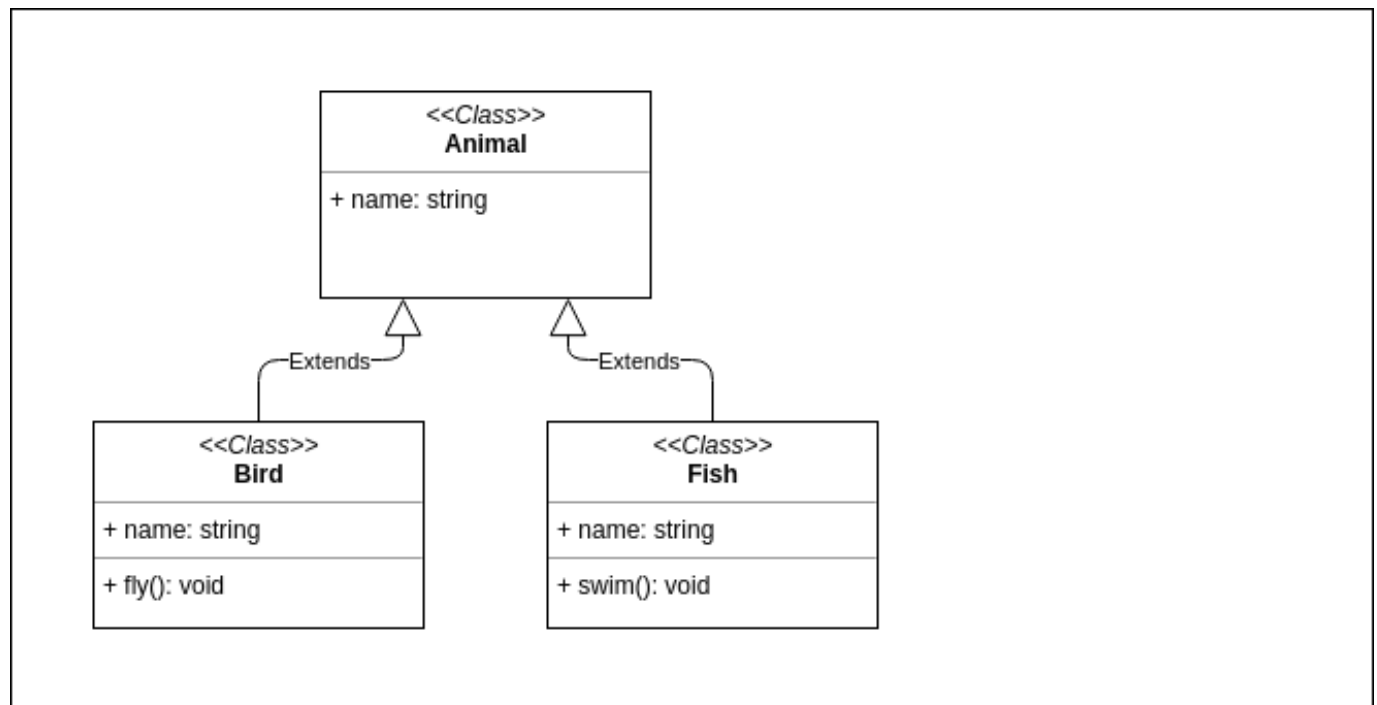 <<Class>>
Animal
+ name: string
Extends
Extends
<<Class>>
Bird
+ name: string
+ fly(): void
<<Class>>
Fish
+ name: string
+ swim(): void